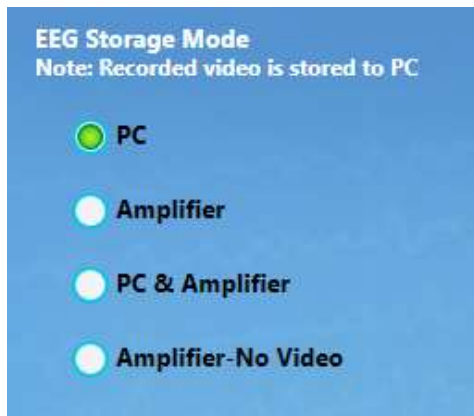 EEG Storage Mode
Note: Recorded video is stored to PC
PC
Amplifier
PC & Amplifier
Amplifier-No Video